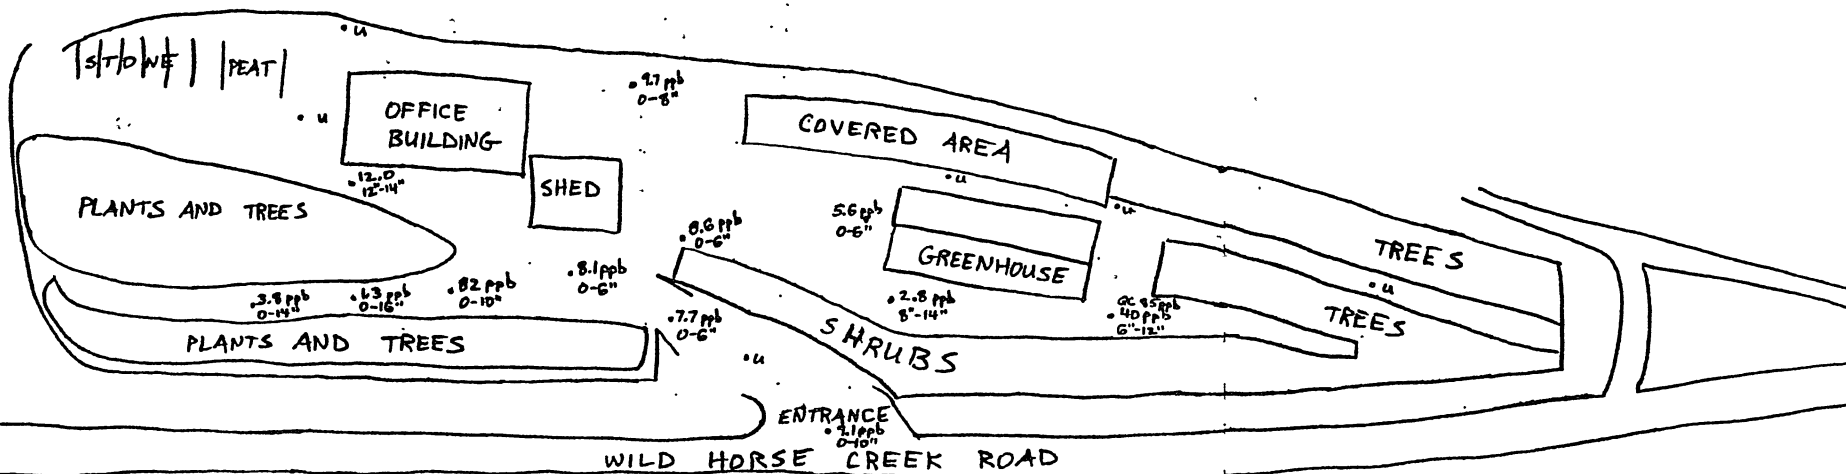 • u
STONE
PEAT
• 9.7 ppb
0-8"
OFFICE
BUILDING
• u
COVERED AREA
• 12.0
12"-14"
SHED
• u
PLANTS AND TREES
5.6 ppb
0-6"
• u
• 8.6 ppb
0-6"
TREES
GREENHOUSE
• 8.1 ppb
0-6"
• 82 ppb
0-10"
• 3.8 ppb
0-14"
• 63 ppb
0-16"
• 2.8 ppb
8"-14"
QC 85 ppb
• 40 ppb
6"-12"
• u
TREES
• 7.7 ppb
0-6"
SHRUBS
PLANTS AND TREES
• u
ENTRANCE
• 9.1 ppb
0-10"
WILD HORSE CREEK ROAD